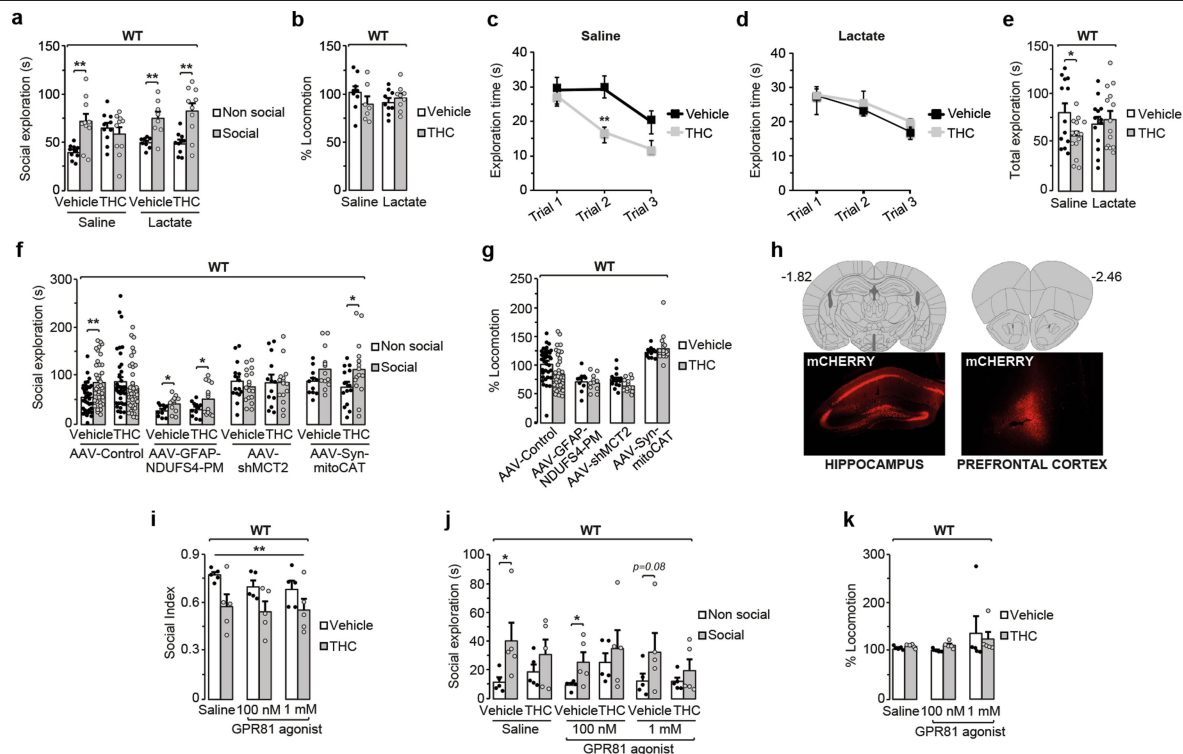 a
WT
Social exploration (s)
150
100
50
0
**
**
**
Non social
Social
Vehicle THC Vehicle THC
Saline Lactate
b
WT
% Locomotion
150
100
50
0
Vehicle
THC
Saline Lactate
c
Saline
Exploration time (s)
40
30
20
10
0
**
Vehicle
THC
Trial 1 Trial 2 Trial 3
d
Lactate
Exploration time (s)
40
30
20
10
0
Vehicle
THC
Trial 1 Trial 2 Trial 3
e
WT
Total exploration (s)
150
100
50
0
*
Vehicle
THC
Saline Lactate
f
WT
Social exploration (s)
300
200
100
0
**
*
*
*
Non social
Social
Vehicle THC Vehicle THC Vehicle THC Vehicle THC
AAV-Control AAV-GFAP- AAV- AAV-Syn-
NDUFS4-PM shMCT2 mitoCAT
g
WT
% Locomotion
250
200
150
100
50
0
Vehicle
THC
AAV-Control
AAV-GFAP-
NDUFS4-PM
AAV-shMCT2
AAV-Syn-
mitoCAT
h
-1.82
-2.46
mCHERRY mCHERRY
HIPPOCAMPUS PREFRONTAL CORTEX
i
WT
Social Index
0.9
0.6
0.3
0
**
Vehicle
THC
Saline 100 nM 1 mM
GPR81 agonist
j
WT
Social exploration (s)
100
80
60
40
20
0
*
*
p=0.08
Non social
Social
Vehicle THC Vehicle THC Vehicle THC
Saline 100 nM 1 mM
GPR81 agonist
k
WT
% Locomotion
300
200
100
0
Vehicle
THC
Saline 100 nM 1 mM
GPR81 agonist